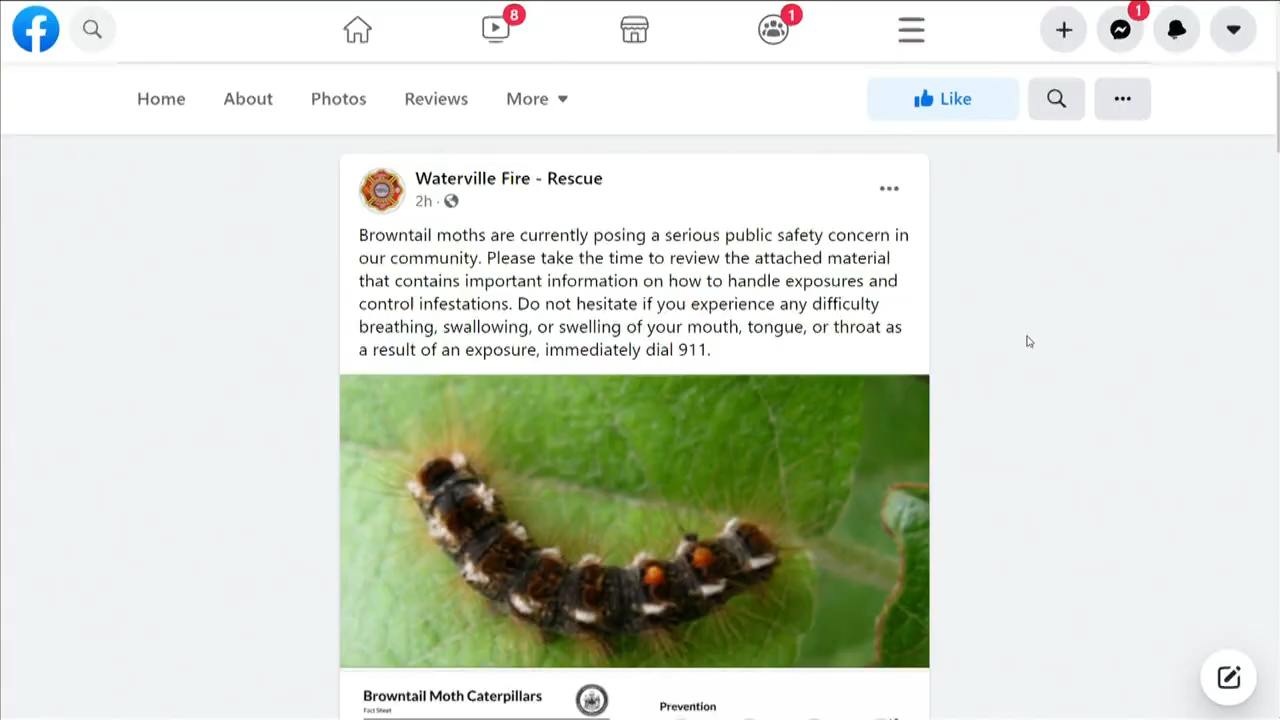 8
1
1
Home About Photos Reviews More
Like
Waterville Fire - Rescue
2h ·
Browntail moths are currently posing a serious public safety concern in
our community. Please take the time to review the attached material
that contains important information on how to handle exposures and
control infestations. Do not hesitate if you experience any difficulty
breathing, swallowing, or swelling of your mouth, tongue, or throat as
a result of an exposure, immediately dial 911.
Browntail Moth Caterpillars
Fact Sheet
Prevention